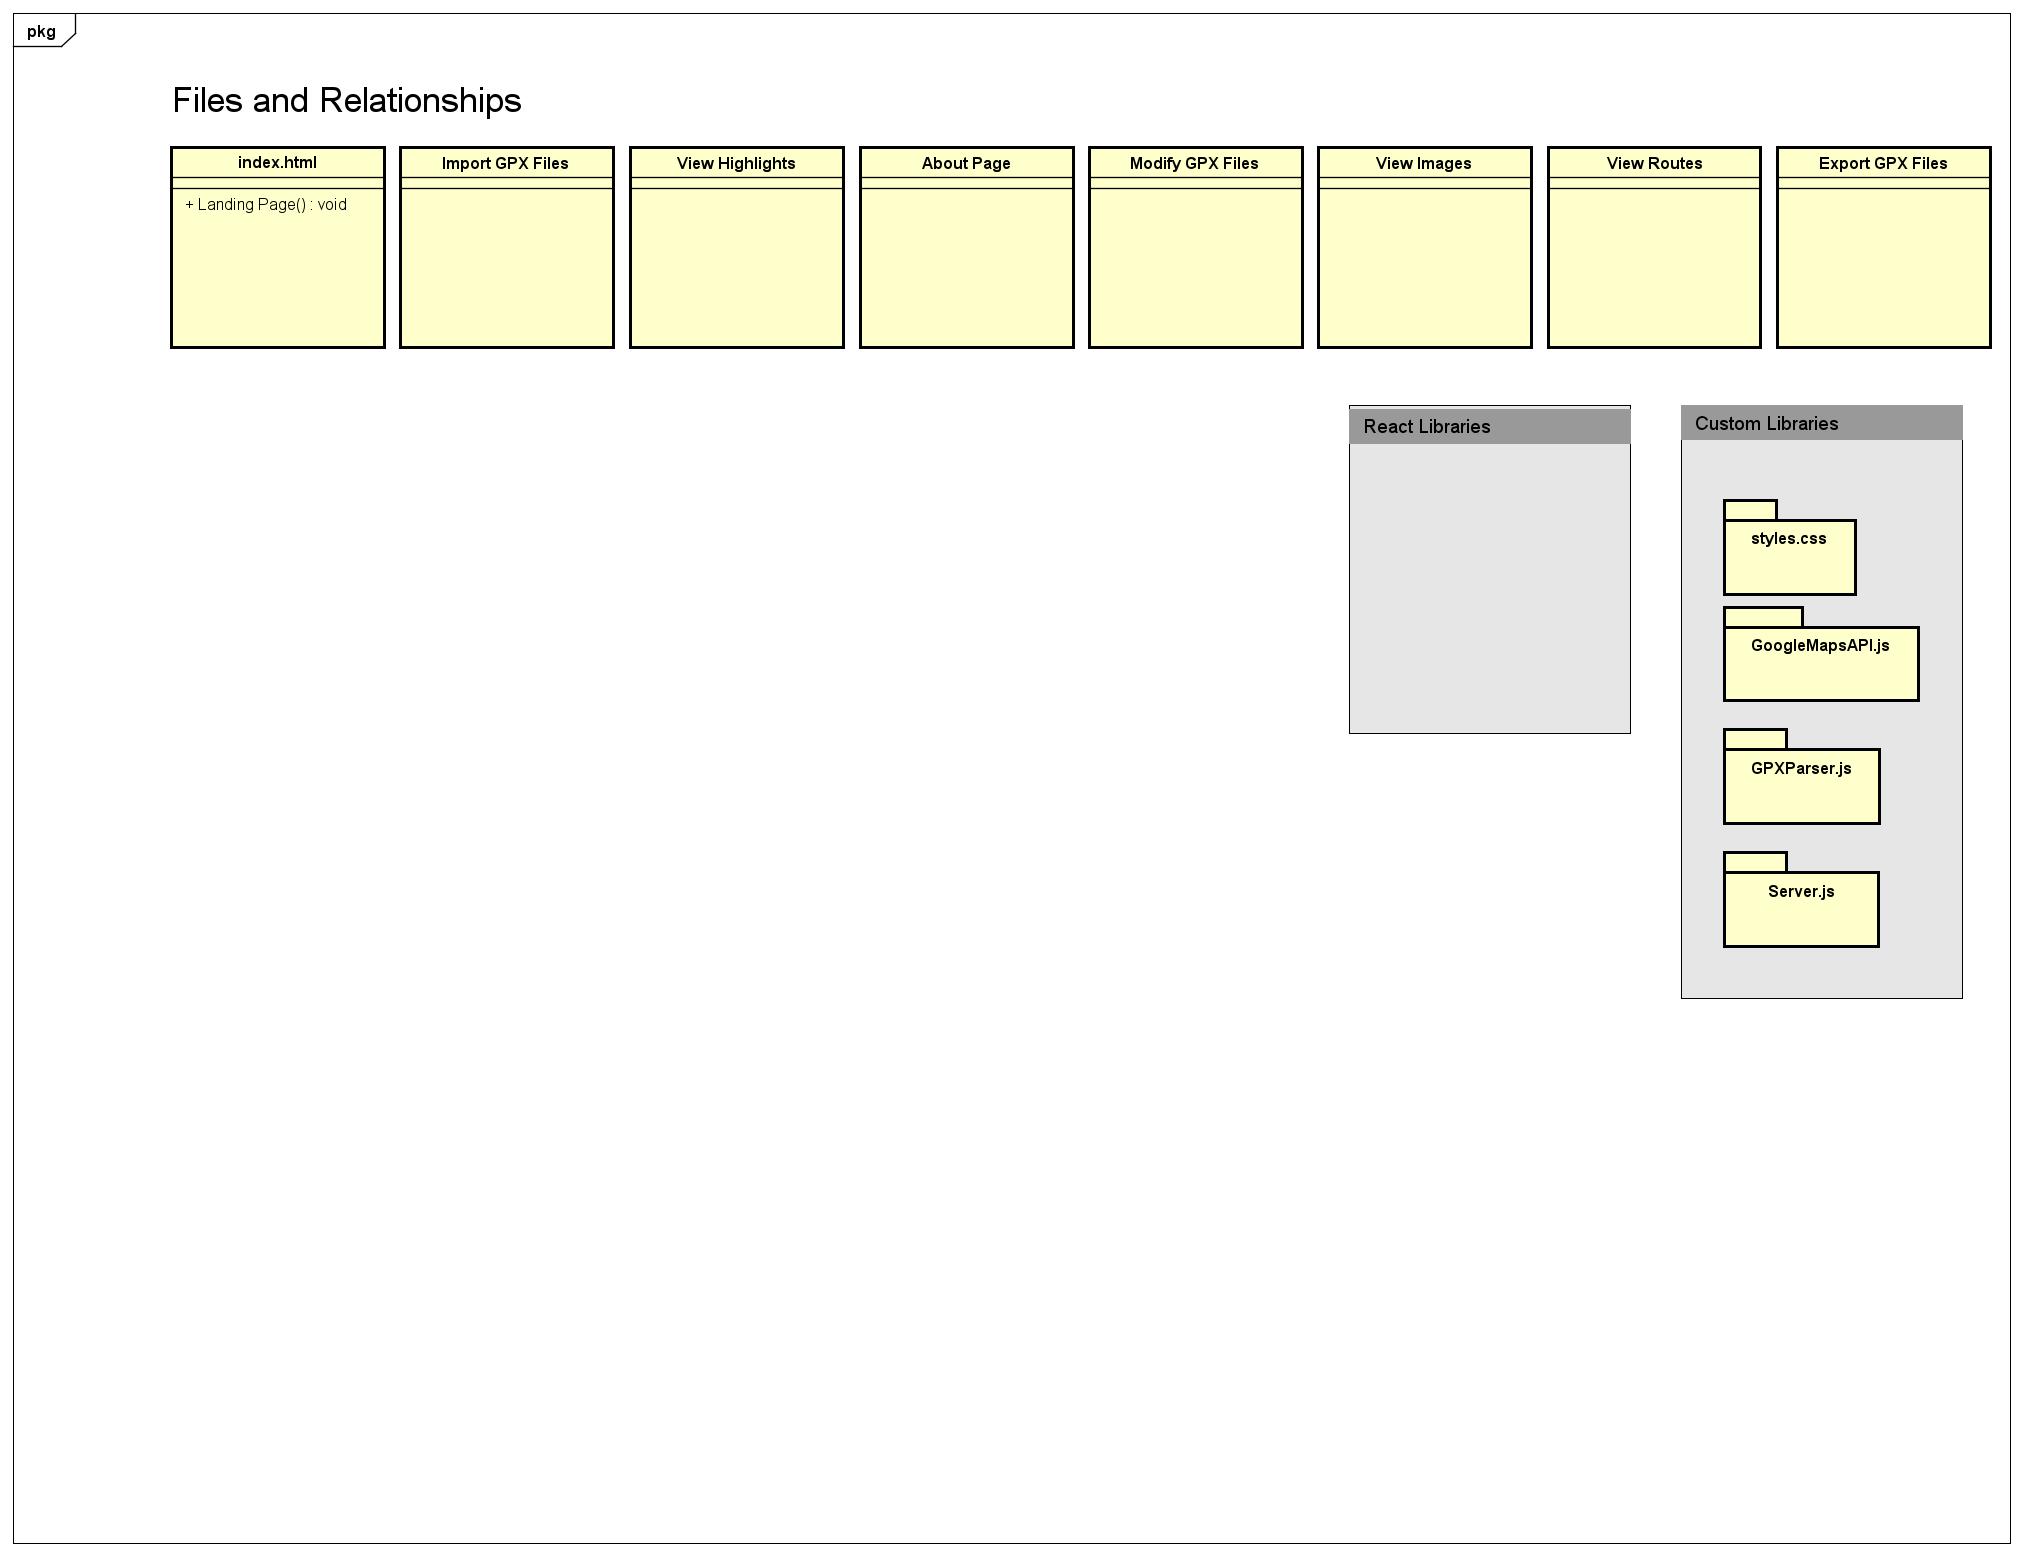 pkg
Files and Relationships
index.html
+ Landing Page() : void
Import GPX Files
View Highlights
About Page
Modify GPX Files
View Images
View Routes
Export GPX Files
React Libraries
Custom Libraries
styles.css
GoogleMapsAPI.js
GPXParser.js
Server.js